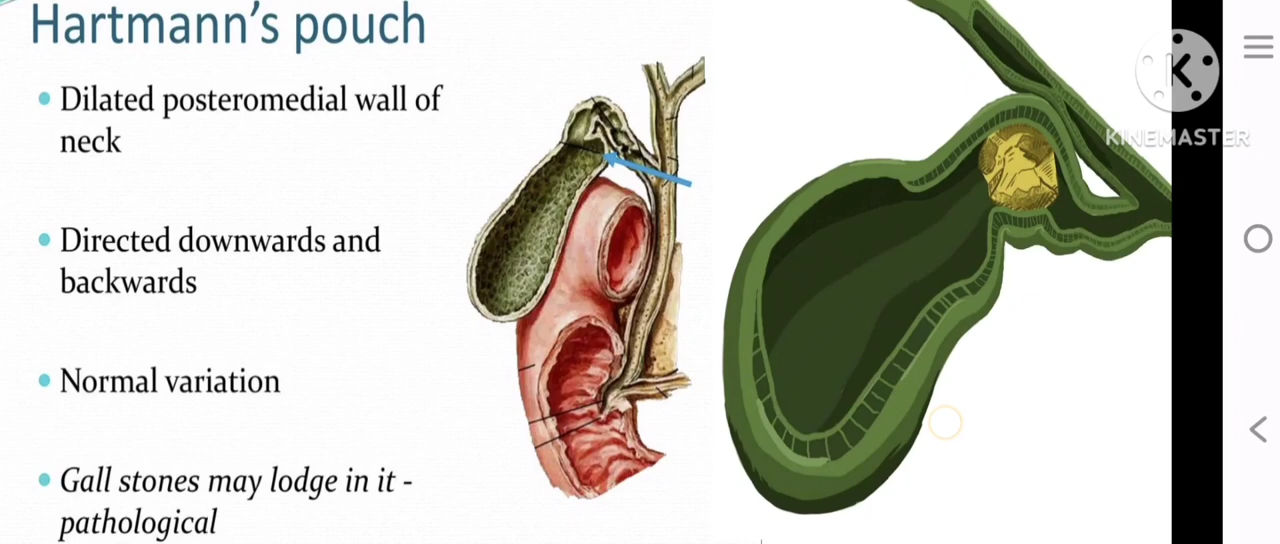 Hartmann's pouch
• Dilated posteromedial wall of
neck
• Directed downwards and
backwards
• Normal variation
• Gall stones may lodge in it -
pathological
K
KINEMASTER